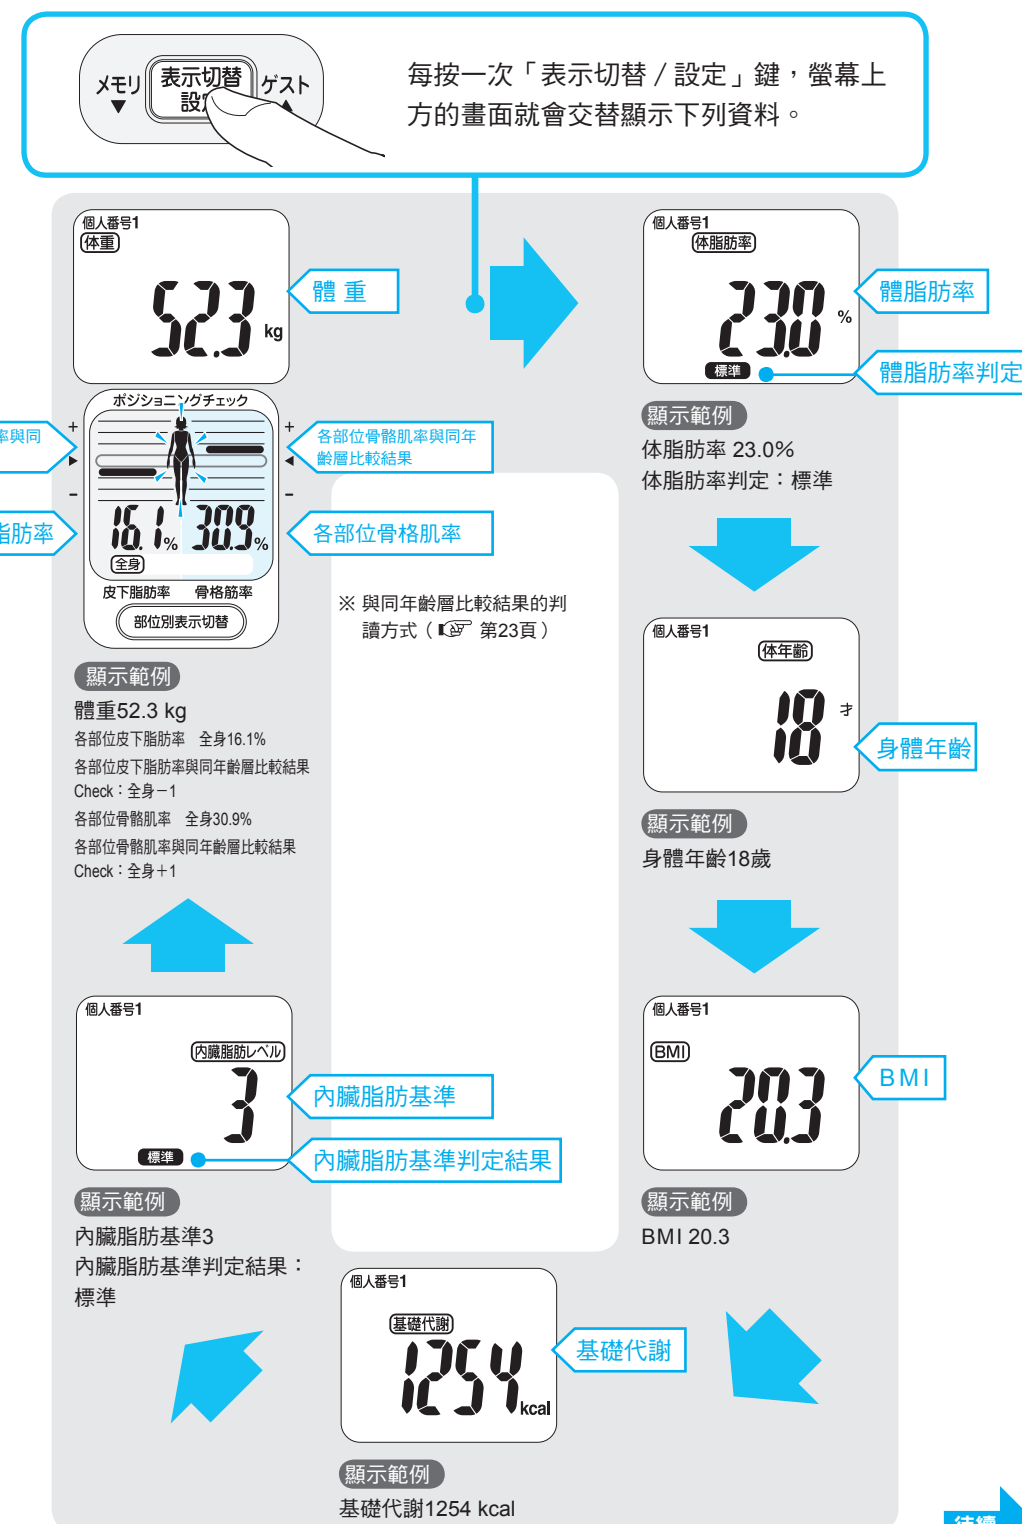 メモリ
▼
表示切替
設
ゲスト
▲
每按一次「表示切替／設定」鍵，螢幕上
方的畫面就會交替顯示下列資料。
個人番号1
体重
52.3 kg
體 重
ポジショニングチェック
+
▶
-
+
◀
-
率與同
各部位骨骼肌率與同年
齡層比較結果
脂肪率
16.1% 30.9%
全身
各部位骨格肌率
皮下脂肪率 骨格筋率
部位別表示切替
顯示範例
體重52.3 kg
各部位皮下脂肪率 全身16.1%
各部位皮下脂肪率與同年齡層比較結果
Check：全身－1
各部位骨骼肌率 全身30.9%
各部位骨骼肌率與同年齡層比較結果
Check：全身＋1
※ 與同年齡層比較結果的判
讀方式（☞ 第23頁）
個人番号1
体脂肪率
23.0 %
標準
體脂肪率
體脂肪率判定
顯示範例
体脂肪率 23.0%
体脂肪率判定：標準
個人番号1
体年齢
18 才
身體年齡
顯示範例
身體年齡18歲
個人番号1
BMI
20.3
BMI
顯示範例
BMI 20.3
個人番号1
基礎代謝
1254 kcal
基礎代謝
顯示範例
基礎代謝1254 kcal
個人番号1
内臓脂肪レベル
3
標準
內臟脂肪基準
內臟脂肪基準判定結果
顯示範例
內臟脂肪基準3
內臟脂肪基準判定結果：
標準
待續